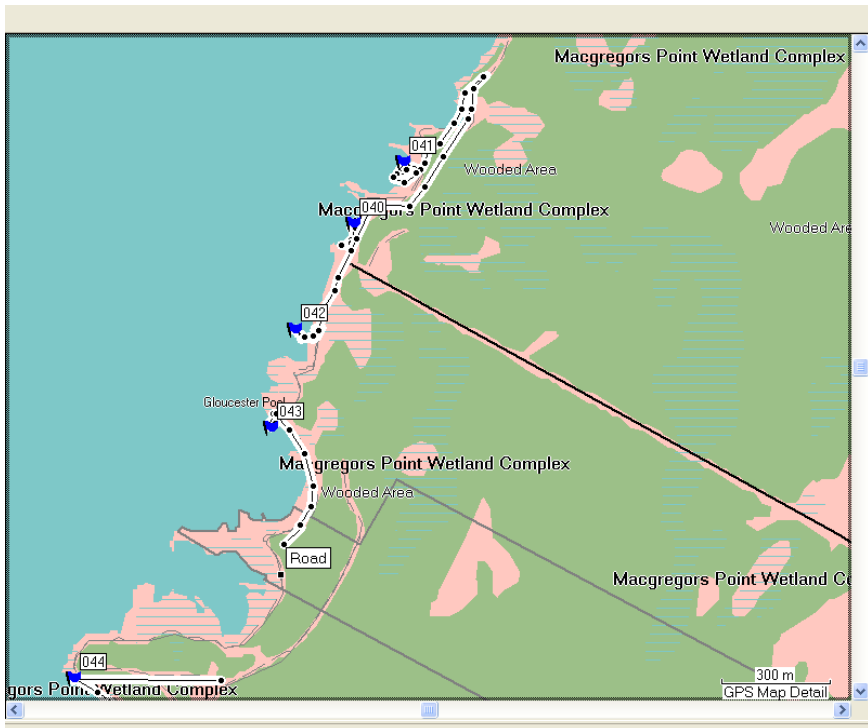 Macgregors Point Wetland Complex
041
Wooded Area
040
Macgregors Point Wetland Complex
Wooded Are
042
Gloucester Pool
043
Macgregors Point Wetland Complex
Wooded Area
Road
Macgregors Point Wetland Co
044
gors Point Wetland Complex
300 m
GPS Map Detail